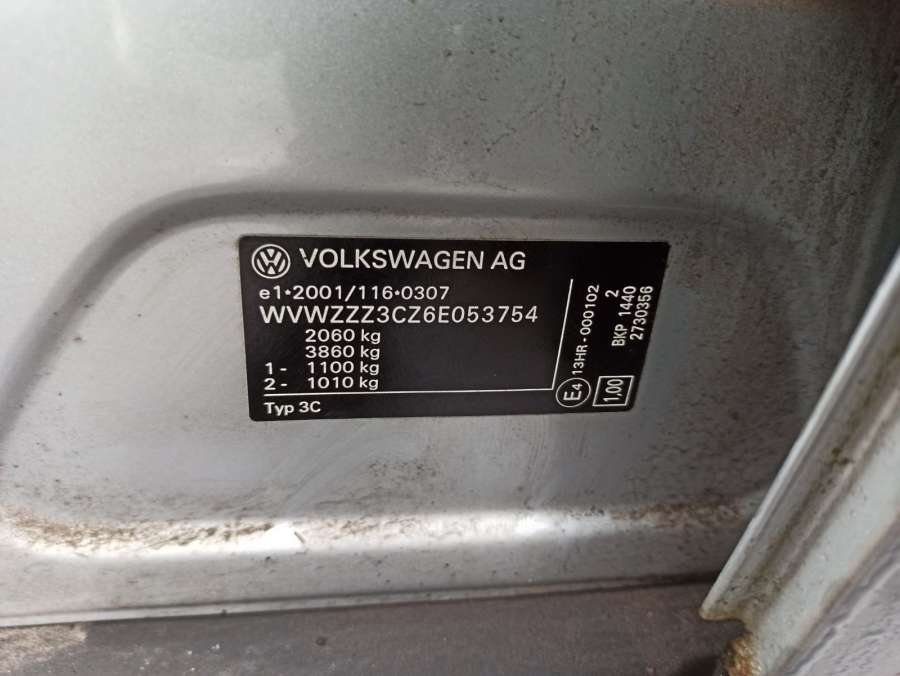 VOLKSWAGEN AG
e1*2001/116*0307
WVWZZZ3CZ6E053754
2060 kg
3860 kg
1- 1100 kg
2- 1010 kg
Typ 3C
E4 13HR-000102
1.00
2
BKP 1440
2730356